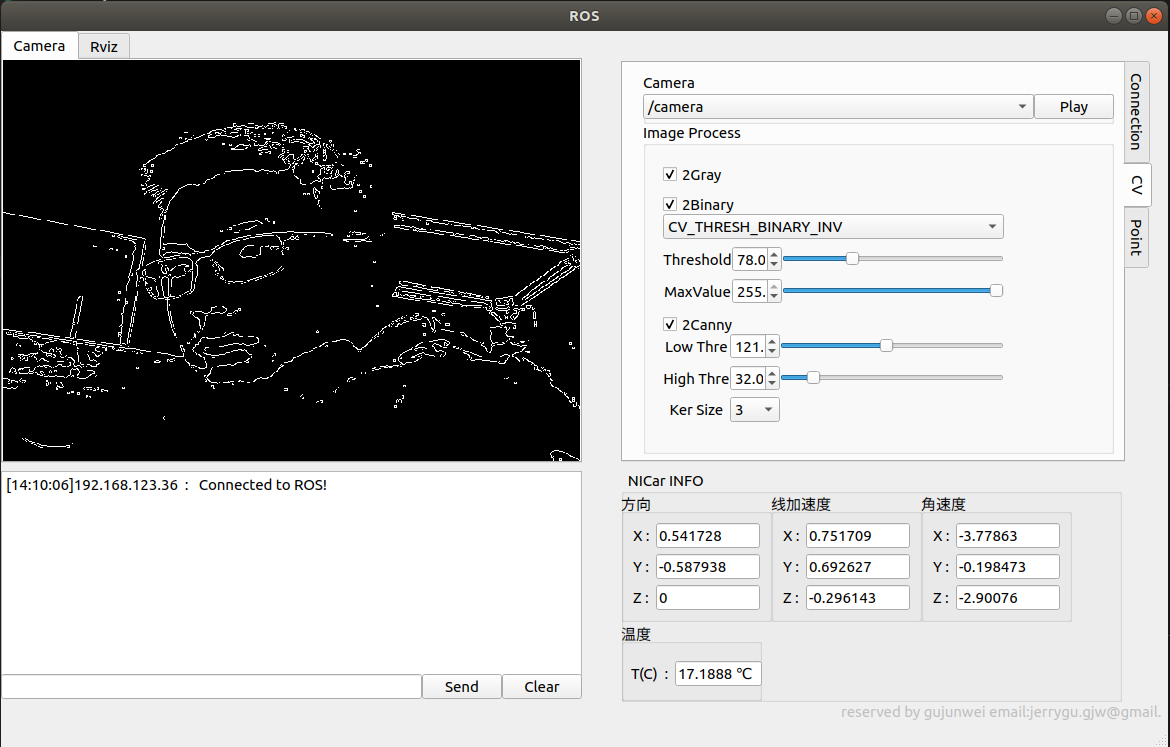 ROS
Camera Rviz
Camera
/camera Play
Image Process
2Gray
2Binary
CV_THRESH_BINARY_INV
Threshold 78.0
MaxValue 255.
2Canny
Low Thre 121.
High Thre 32.0
Ker Size 3
Connection
CV
Point
[14:10:06]192.168.123.36 : Connected to ROS!
Send Clear
NICar INFO
方向 线加速度 角速度
X : 0.541728 X : 0.751709 X : -3.77863
Y : -0.587938 Y : 0.692627 Y : -0.198473
Z : 0 Z : -0.296143 Z : -2.90076
温度
T(C) : 17.1888 ℃
reserved by gujunwei email:jerrygu.gjw@gmail.